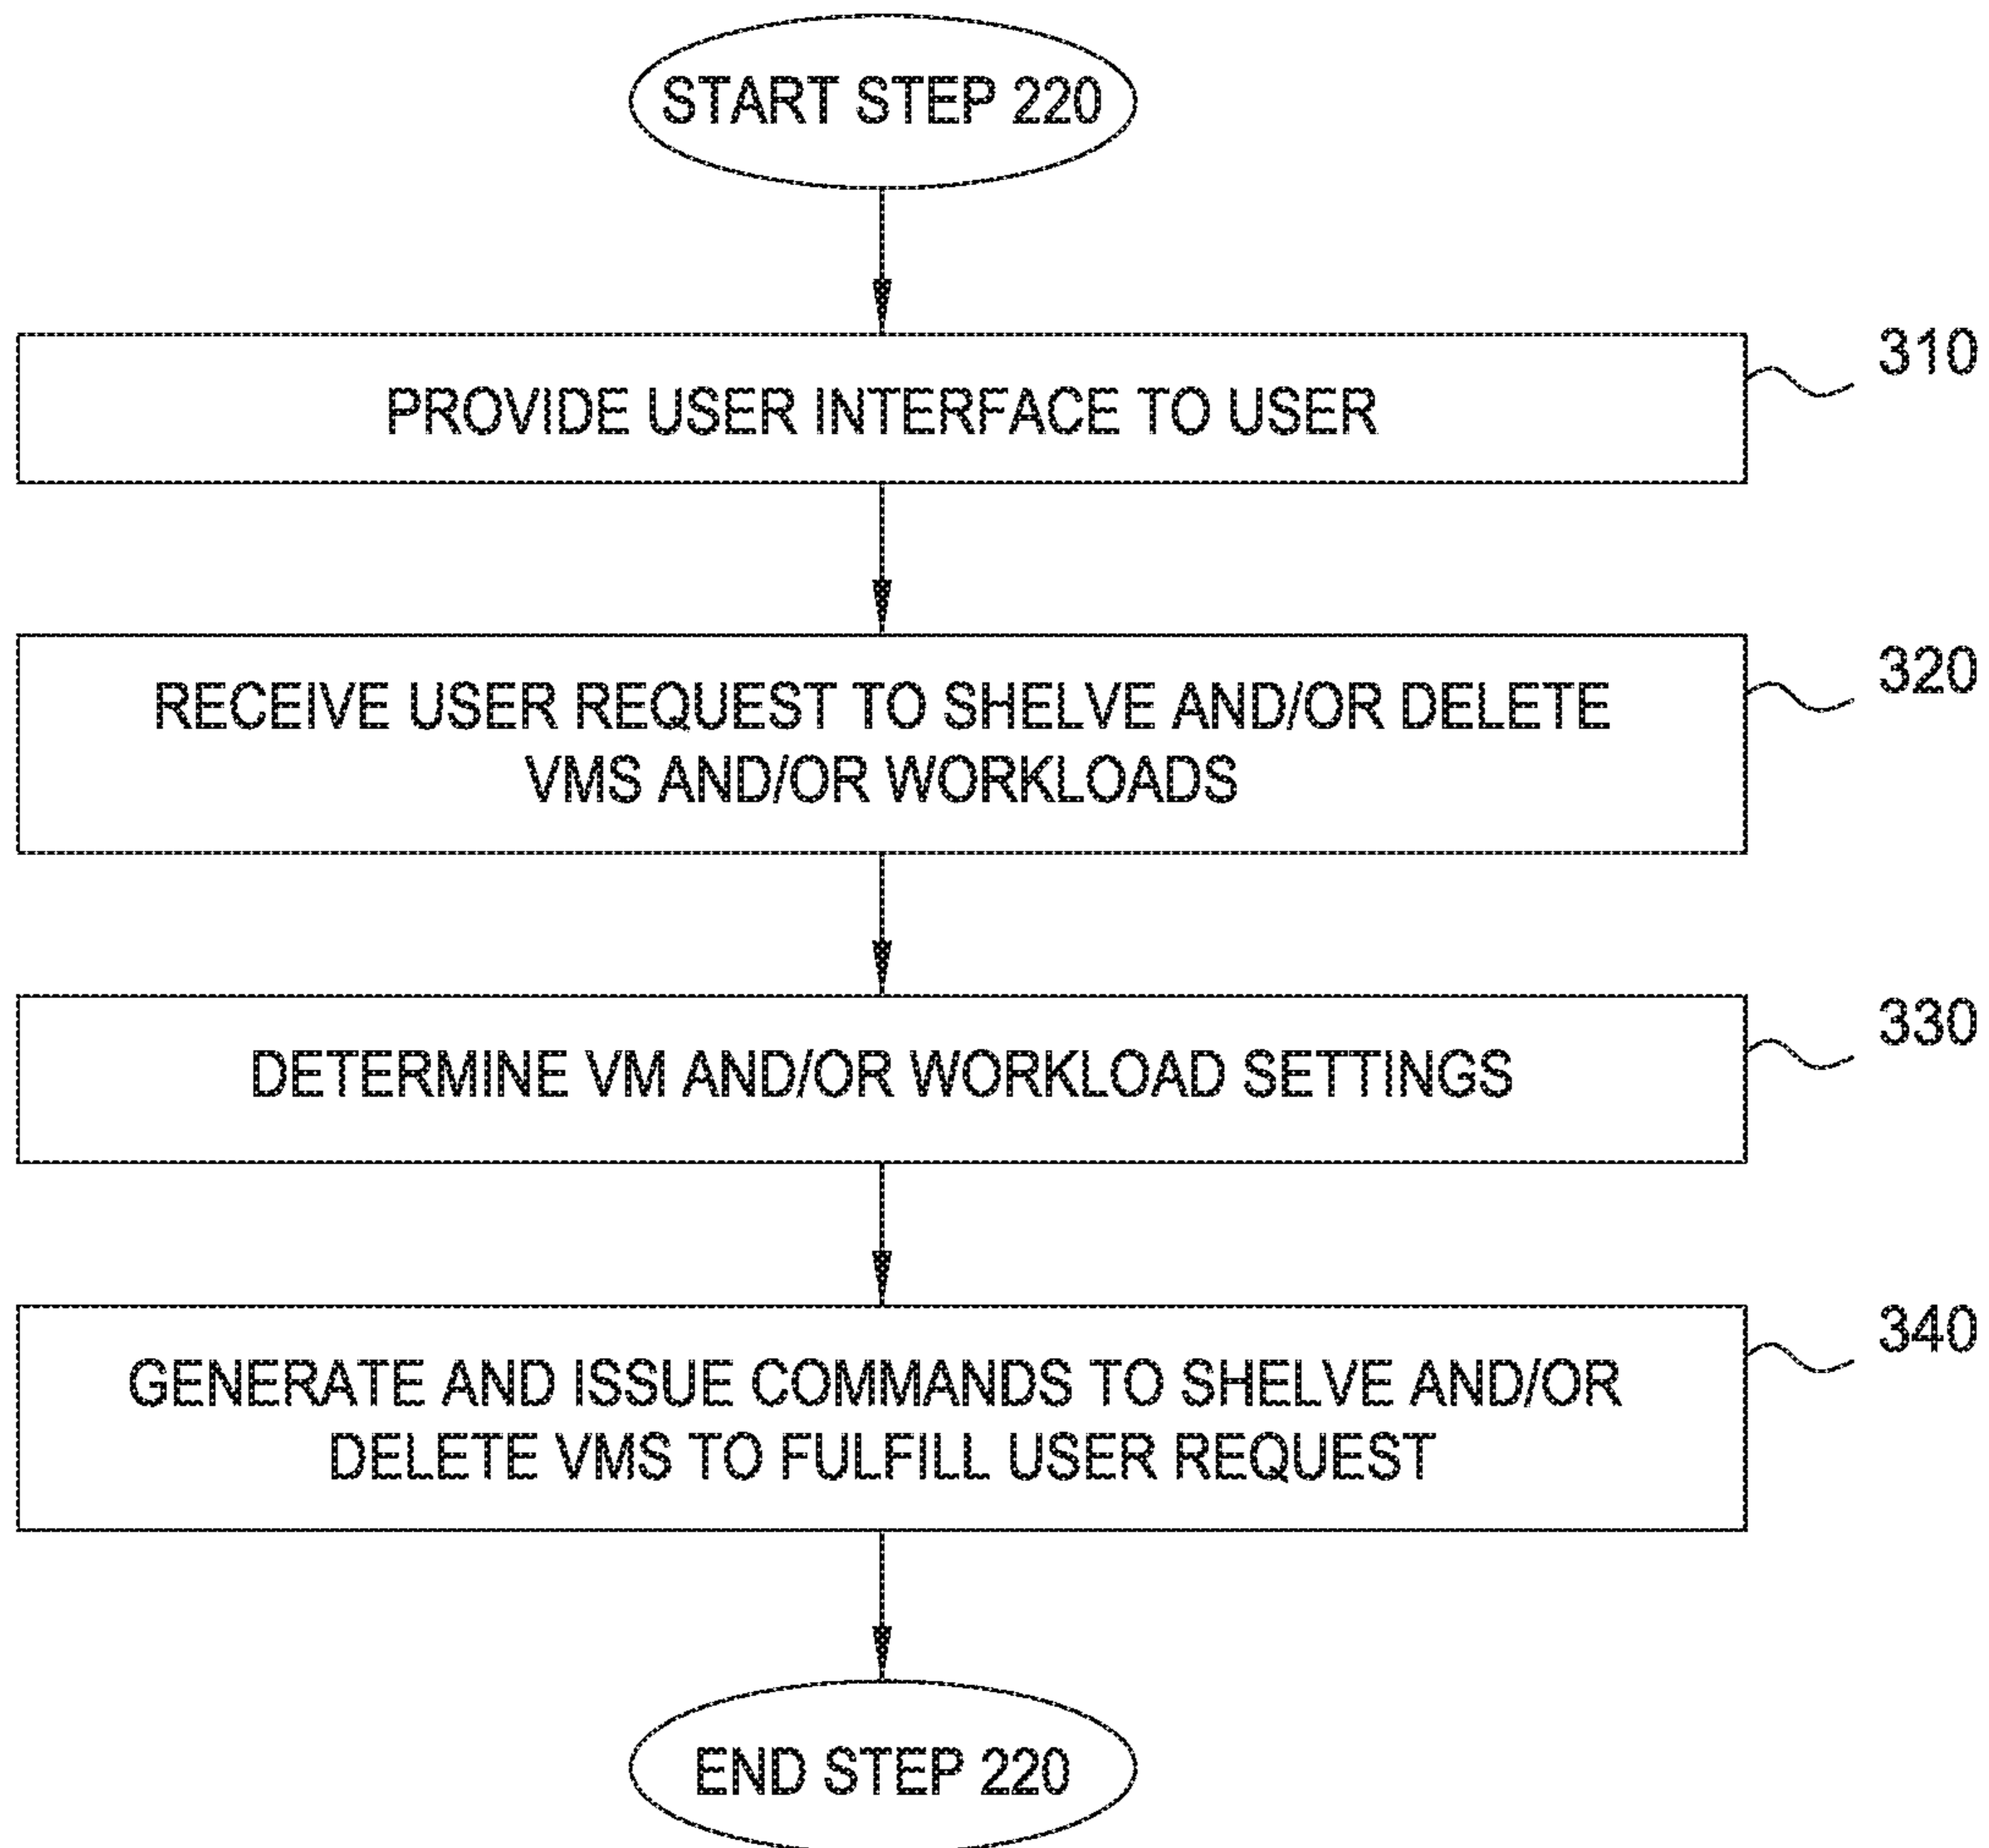 START STEP 220
PROVIDE USER INTERFACE TO USER
310
RECEIVE USER REQUEST TO SHELVE AND/OR DELETE
VMS AND/OR WORKLOADS
320
DETERMINE VM AND/OR WORKLOAD SETTINGS
330
GENERATE AND ISSUE COMMANDS TO SHELVE AND/OR
DELETE VMS TO FULFILL USER REQUEST
340
END STEP 220